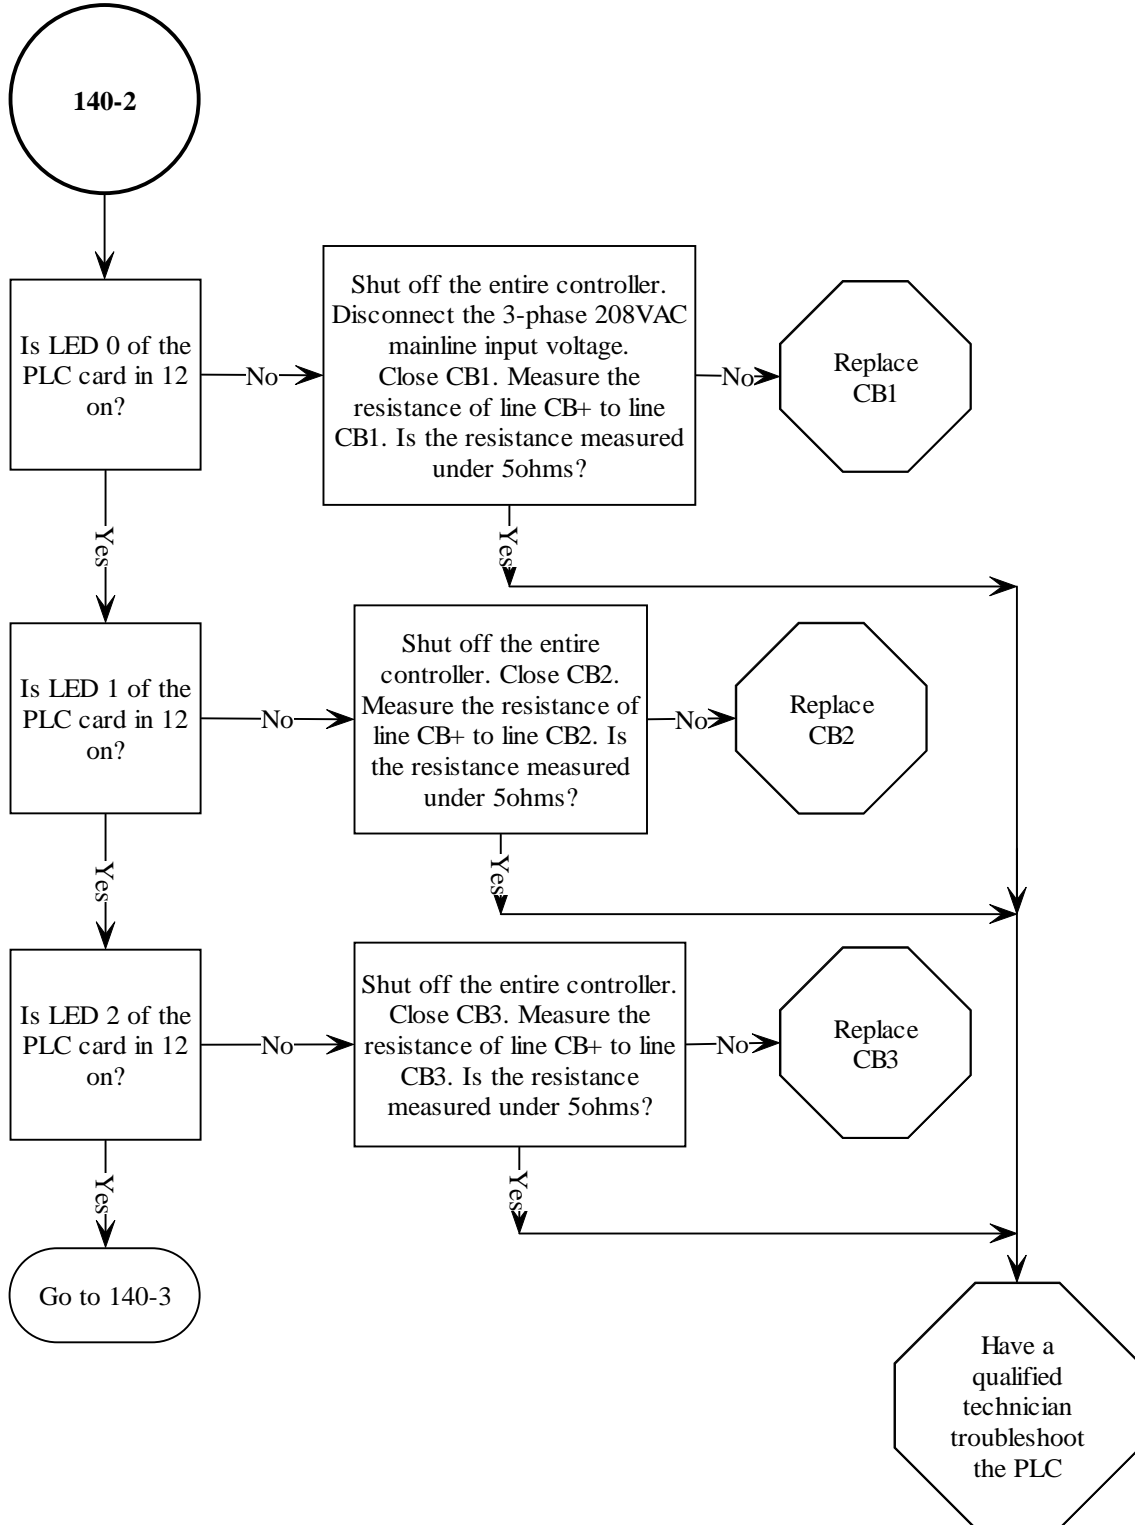 140-2
Is LED 0 of the
PLC card in 12
on?
No
Shut off the entire controller.
Disconnect the 3-phase 208VAC
mainline input voltage.
Close CB1. Measure the
resistance of line CB+ to line
CB1. Is the resistance measured
under 5ohms?
No
Replace
CB1
Yes
Yes
Is LED 1 of the
PLC card in 12
on?
No
Shut off the entire
controller. Close CB2.
Measure the resistance of
line CB+ to line CB2. Is
the resistance measured
under 5ohms?
No
Replace
CB2
Yes
Yes
Is LED 2 of the
PLC card in 12
on?
No
Shut off the entire controller.
Close CB3. Measure the
resistance of line CB+ to line
CB3. Is the resistance
measured under 5ohms?
No
Replace
CB3
Yes
Yes
Go to 140-3
Have a
qualified
technician
troubleshoot
the PLC